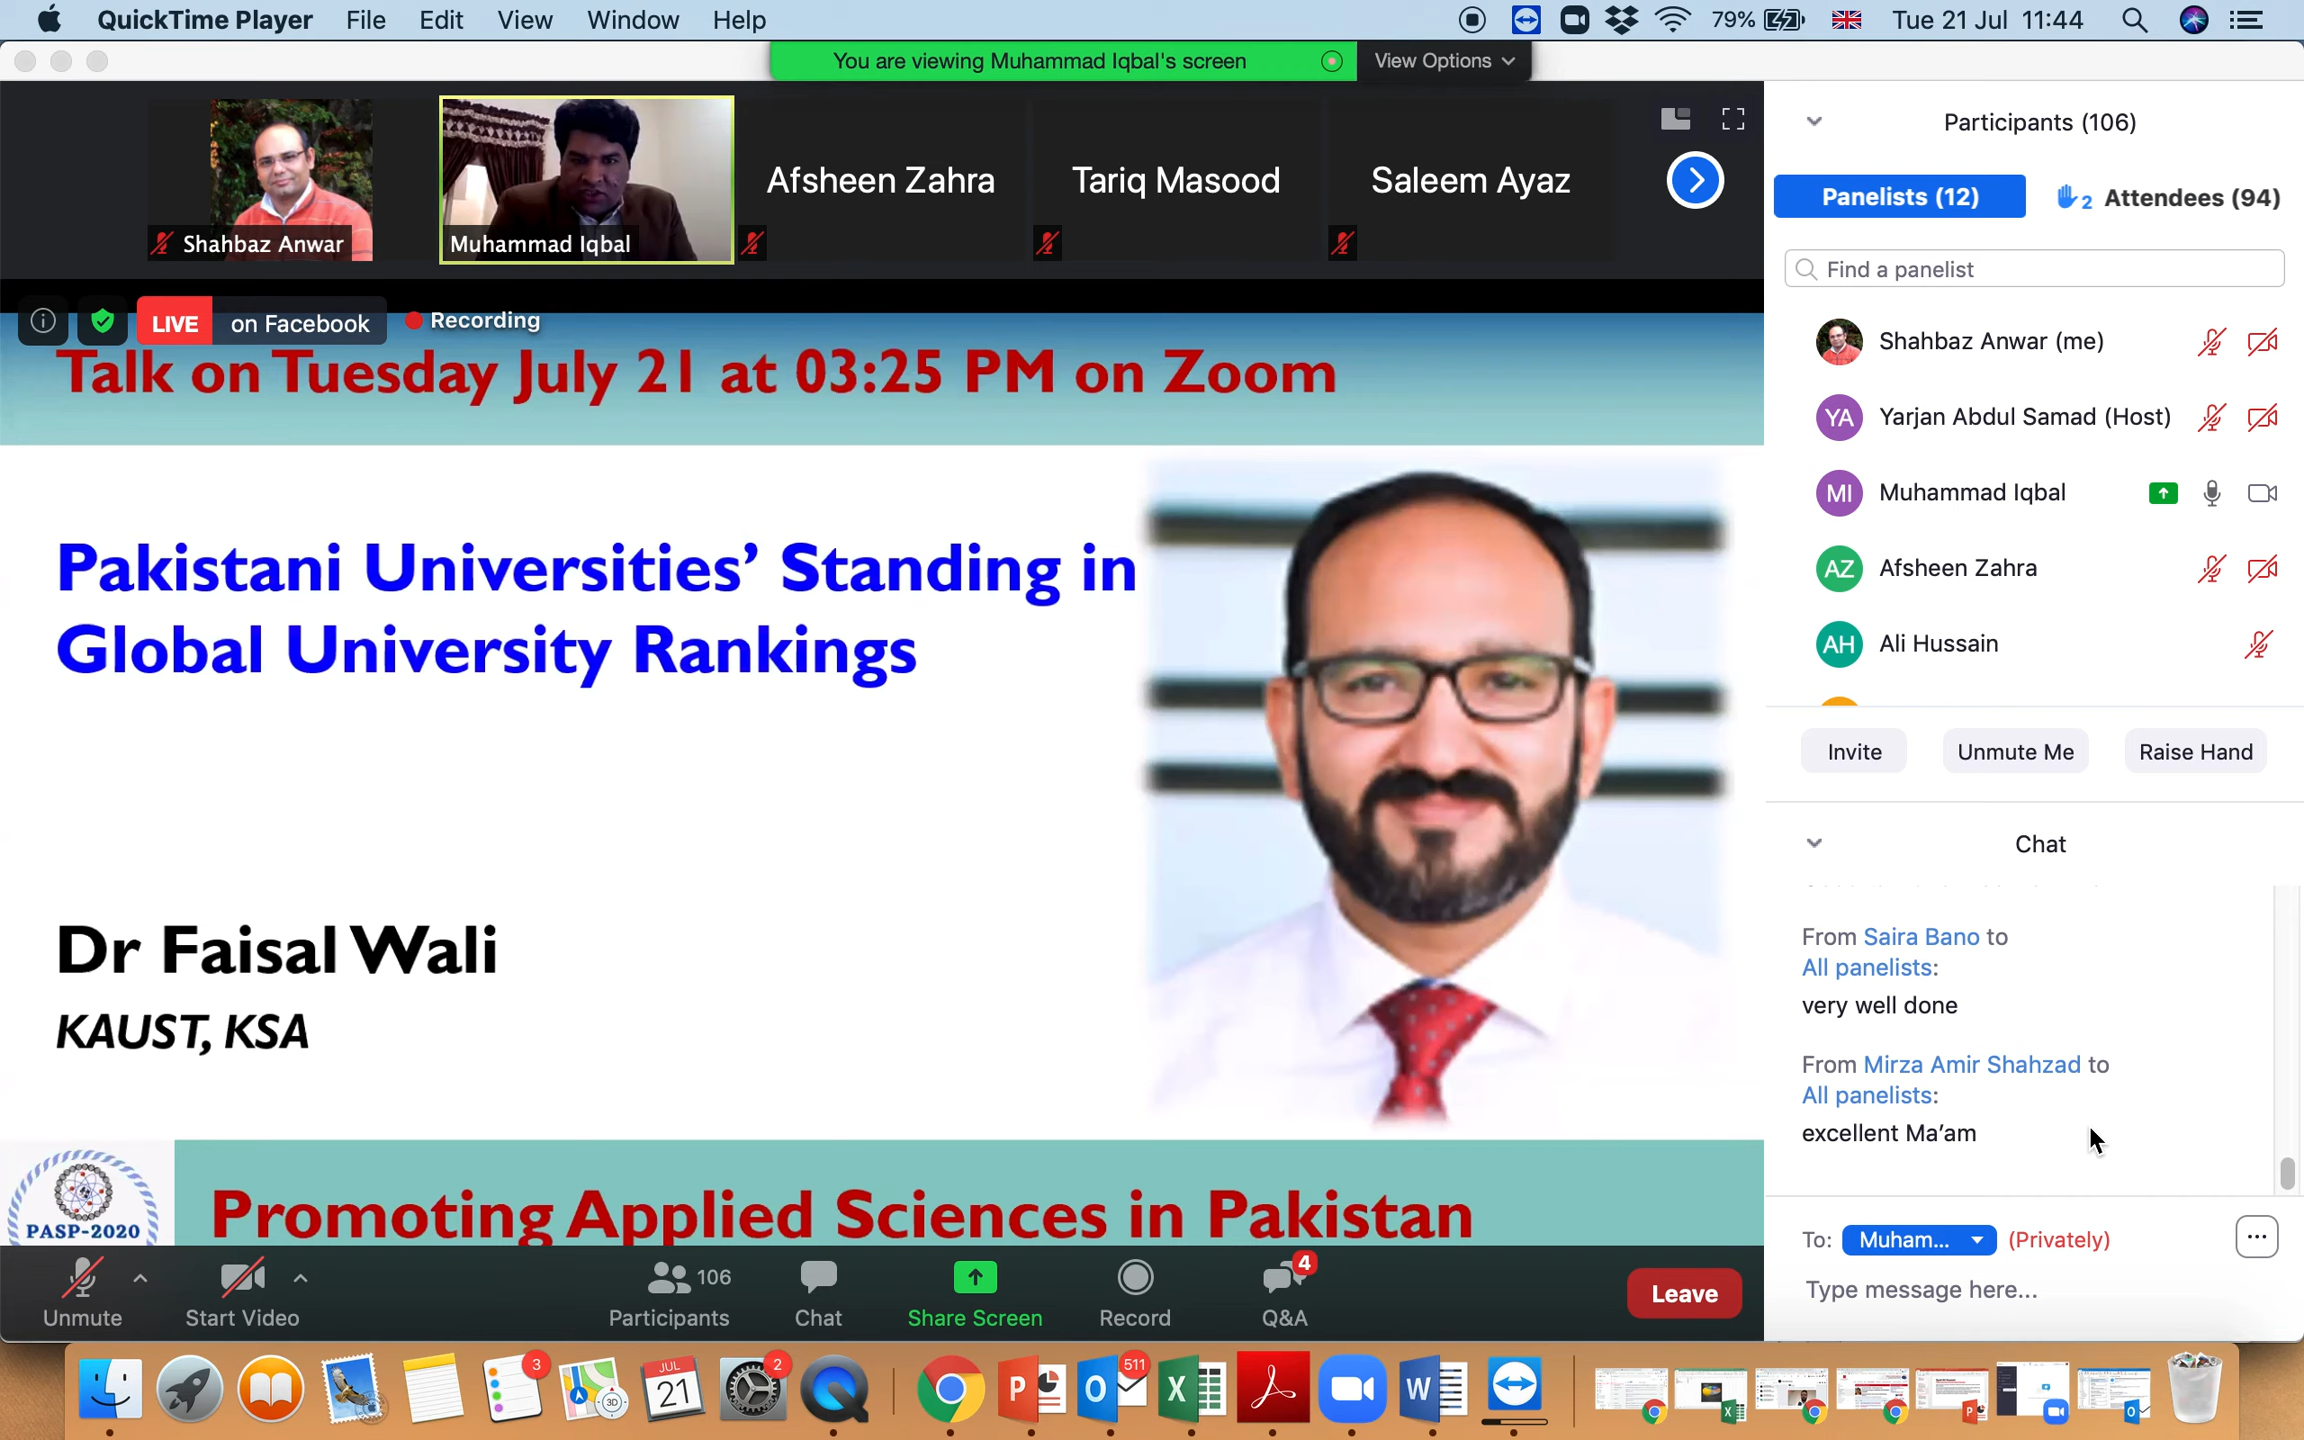 QuickTime Player File Edit View Window Help 79% Tue 21 Jul 11:44
You are viewing Muhammad Iqbal's screen View Options
Shahbaz Anwar
Muhammad Iqbal
Afsheen Zahra
Tariq Masood
Saleem Ayaz
LIVE on Facebook Recording
Talk on Tuesday July 21 at 03:25 PM on Zoom
Pakistani Universities’ Standing in
Global University Rankings
Dr Faisal Wali
KAUST, KSA
PASP-2020
Promoting Applied Sciences in Pakistan
Unmute
Start Video
106
Participants
Chat
Share Screen
Record
4
Q&A
Leave
Participants (106)
Panelists (12) 2 Attendees (94)
Find a panelist
Shahbaz Anwar (me)
YA Yarjan Abdul Samad (Host)
MI Muhammad Iqbal
AZ Afsheen Zahra
AH Ali Hussain
Invite Unmute Me Raise Hand
Chat
From Saira Bano to
All panelists:
very well done
From Mirza Amir Shahzad to
All panelists:
excellent Ma’am
To: Muham... (Privately)
Type message here...
3
3D
JUL
21
2
P
O
511
X
W